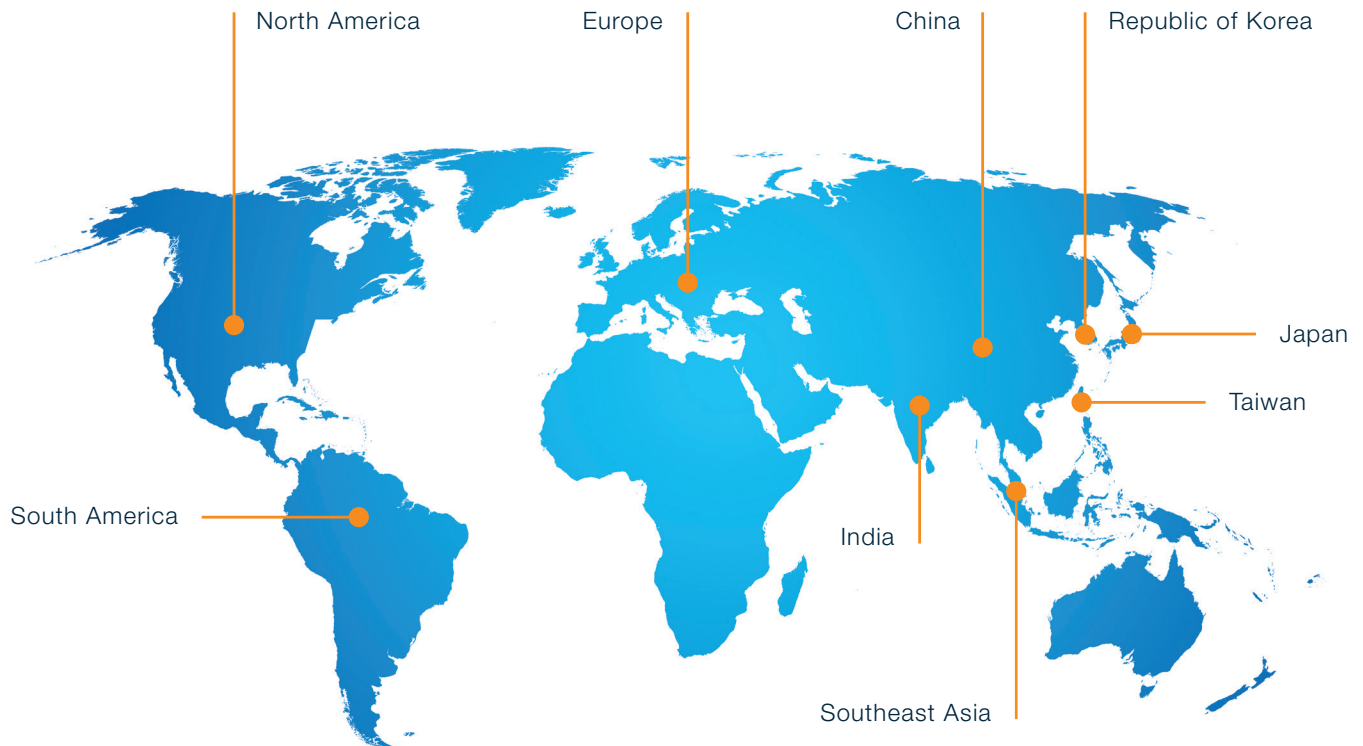 North America
Europe
China
Republic of Korea
Japan
Taiwan
South America
India
Southeast Asia